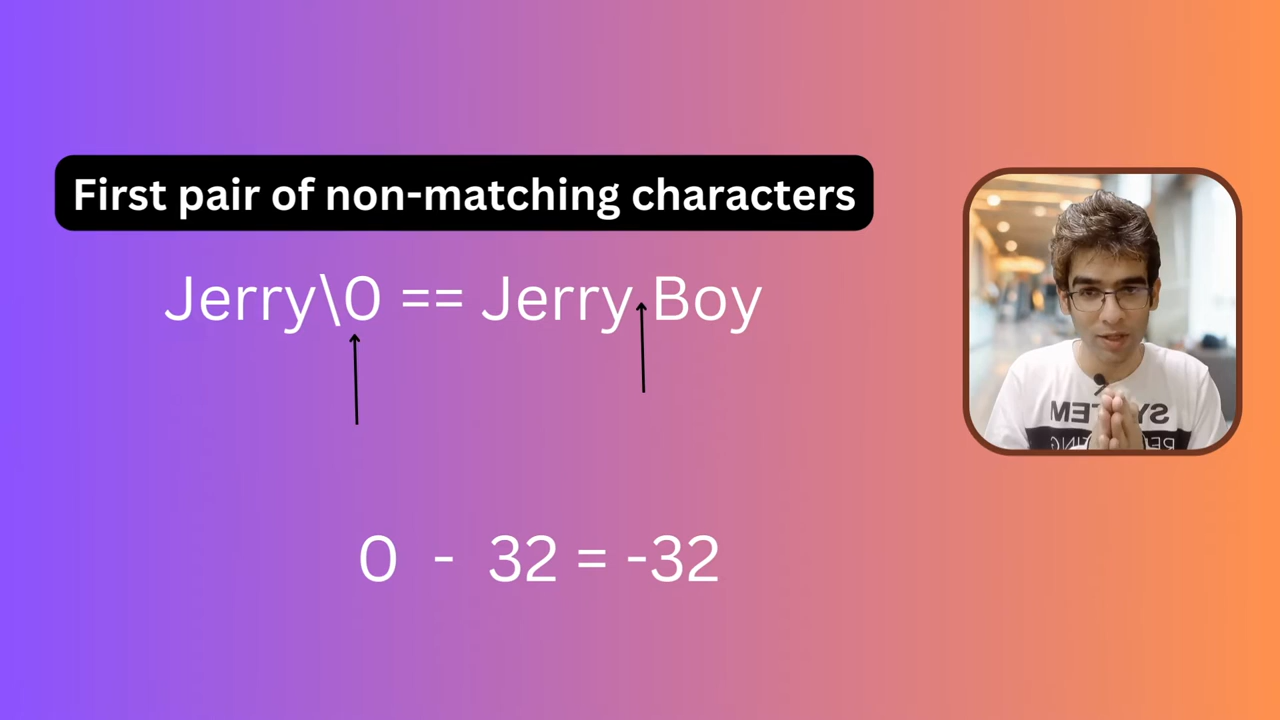 First pair of non-matching characters
Jerry\0 == Jerry Boy
0 - 32 = -32